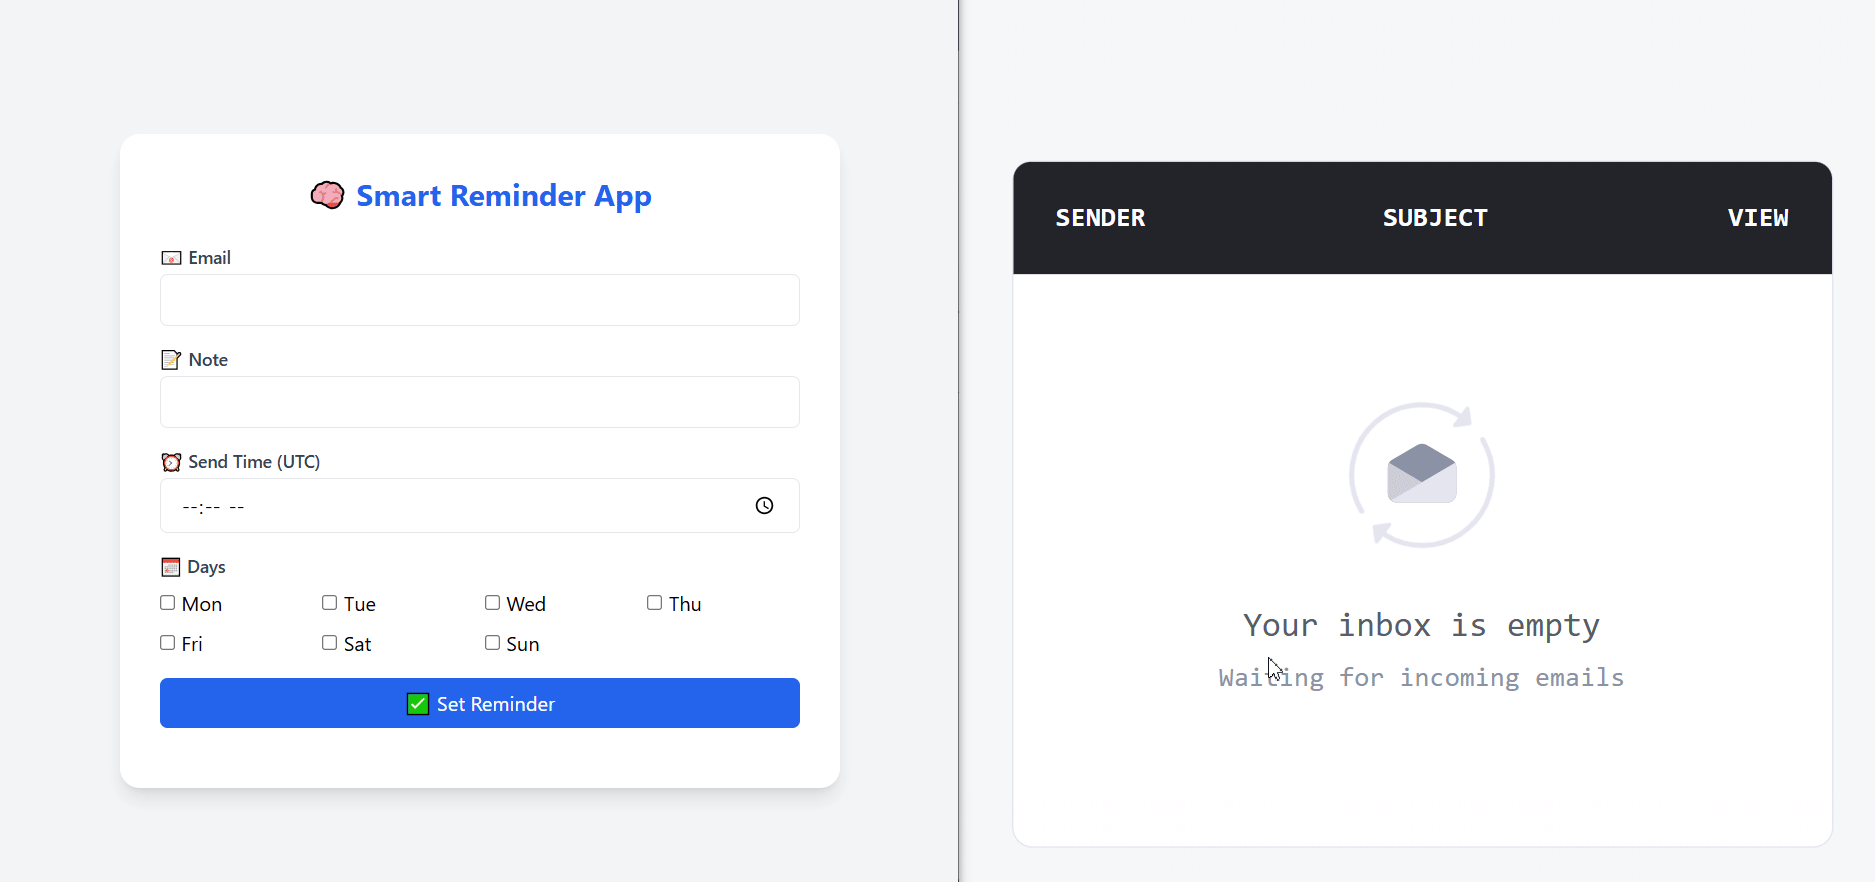 🧠 Smart Reminder App
📧 Email
📝 Note
⏰ Send Time (UTC)
--:-- --
📅 Days
Mon
Tue
Wed
Thu
Fri
Sat
Sun
✅ Set Reminder
SENDER
SUBJECT
VIEW
Your inbox is empty
Waiting for incoming emails